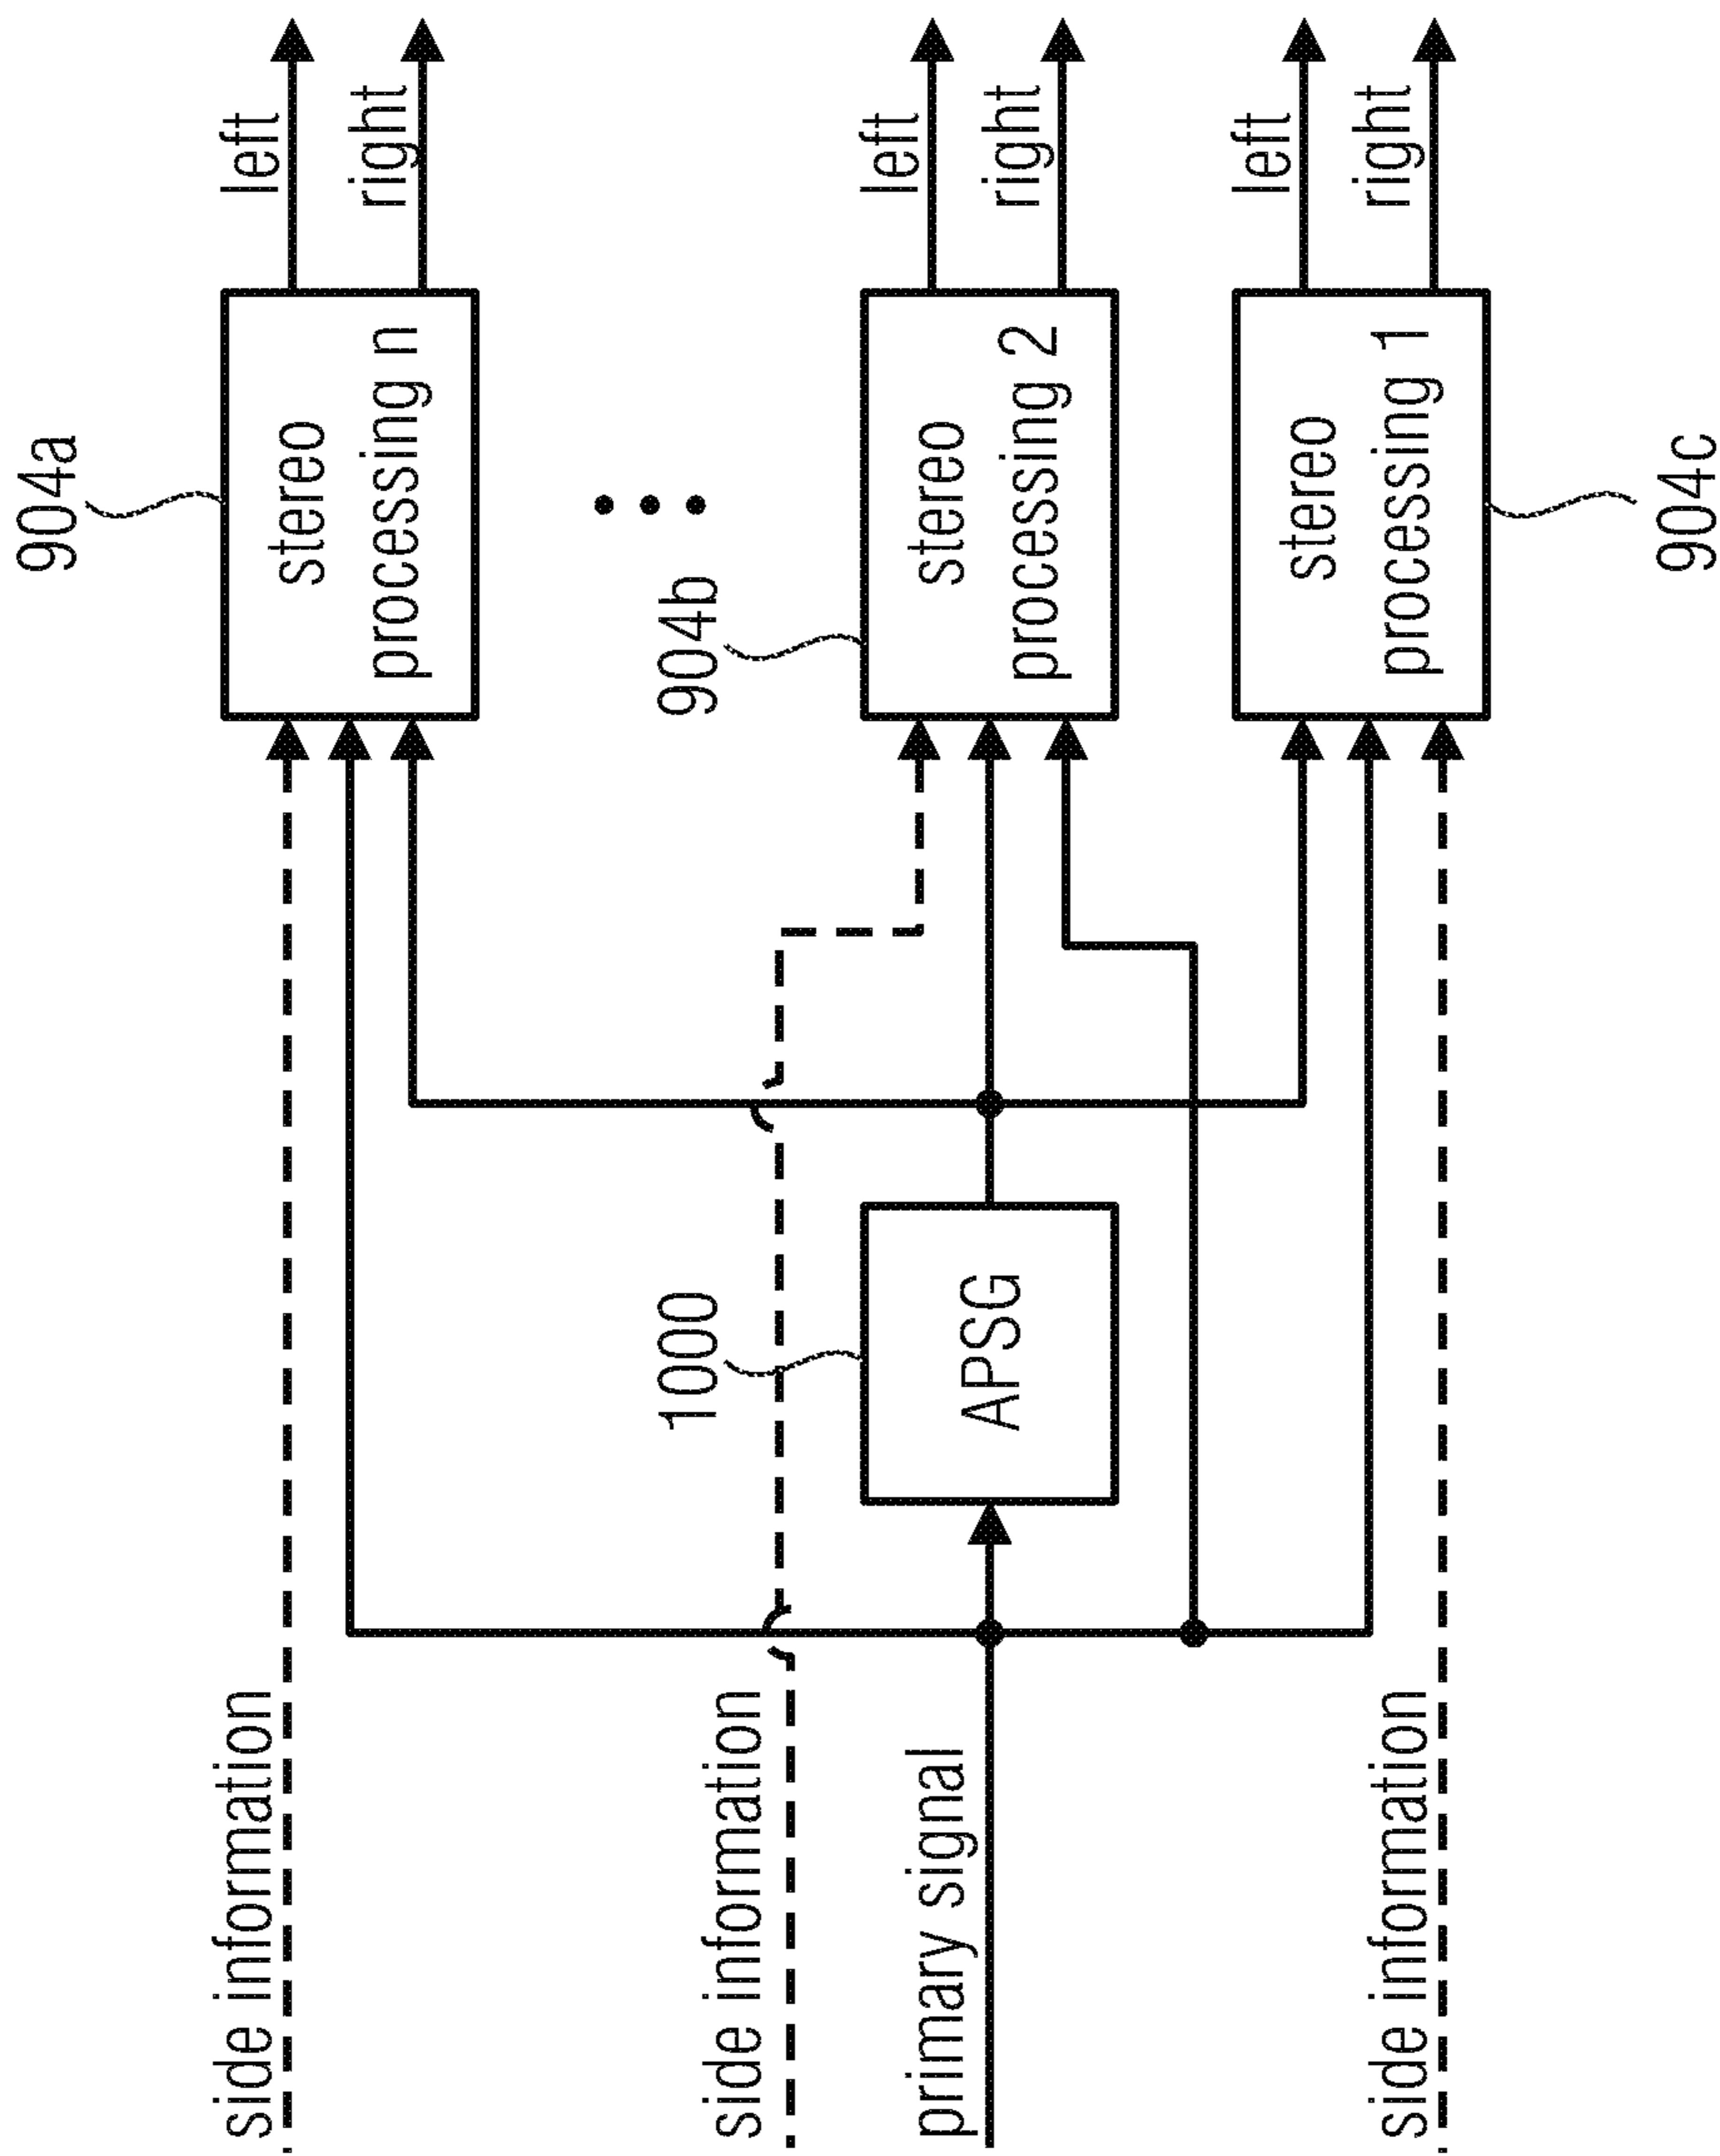 904a
side information
stereo
processing n
left
right
904b
1000
side information
primary signal
APSG
stereo
processing 2
left
right
side information
stereo
processing 1
left
right
904c